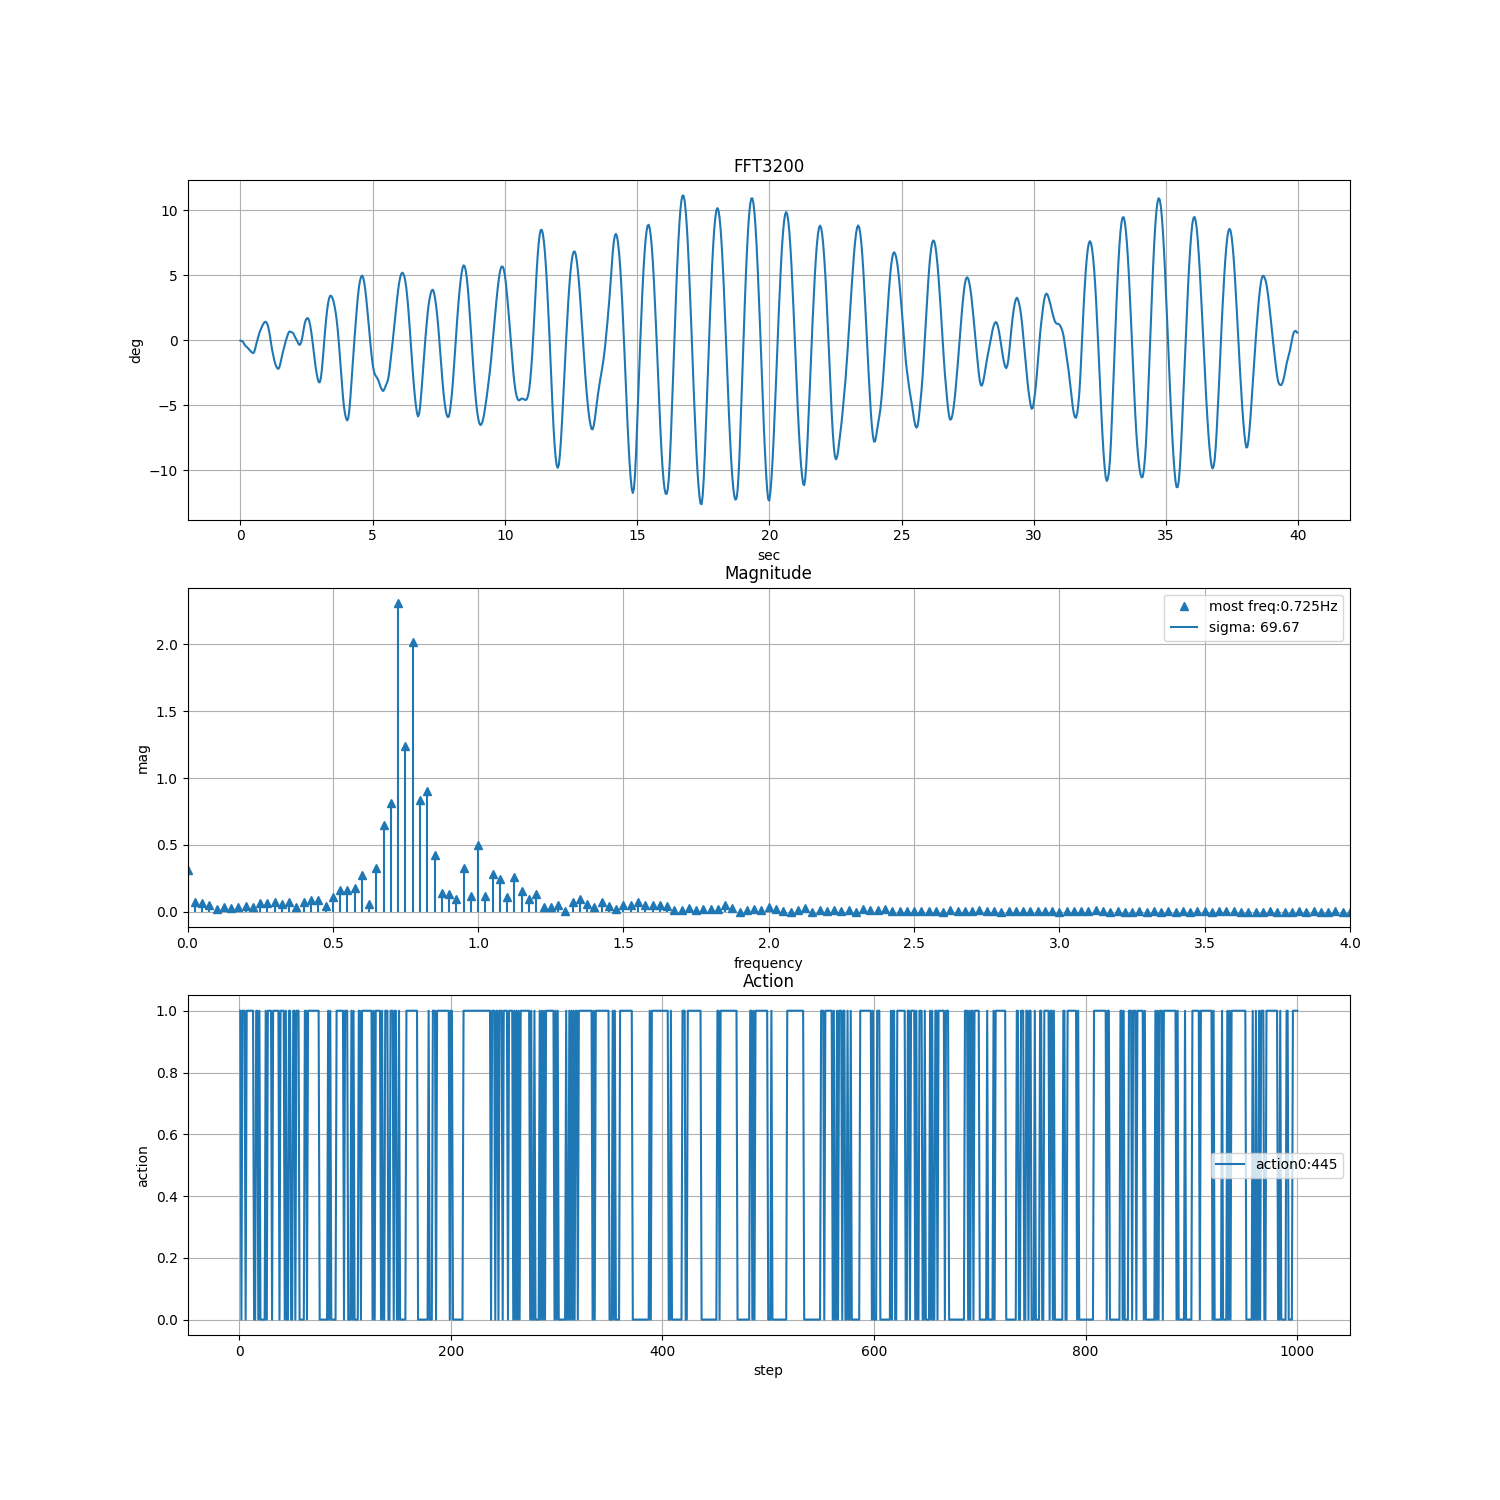 FFT3200
10
5
0
−5
−10
deg
0 5 10 15 20 25 30 35 40
sec
Magnitude
most freq:0.725Hz
sigma: 69.67
2.0
1.5
1.0
0.5
0.0
mag
0.0 0.5 1.0 1.5 2.0 2.5 3.0 3.5 4.0
frequency
Action
1.0
0.8
0.6
0.4
0.2
0.0
action
action0:445
0 200 400 600 800 1000
step